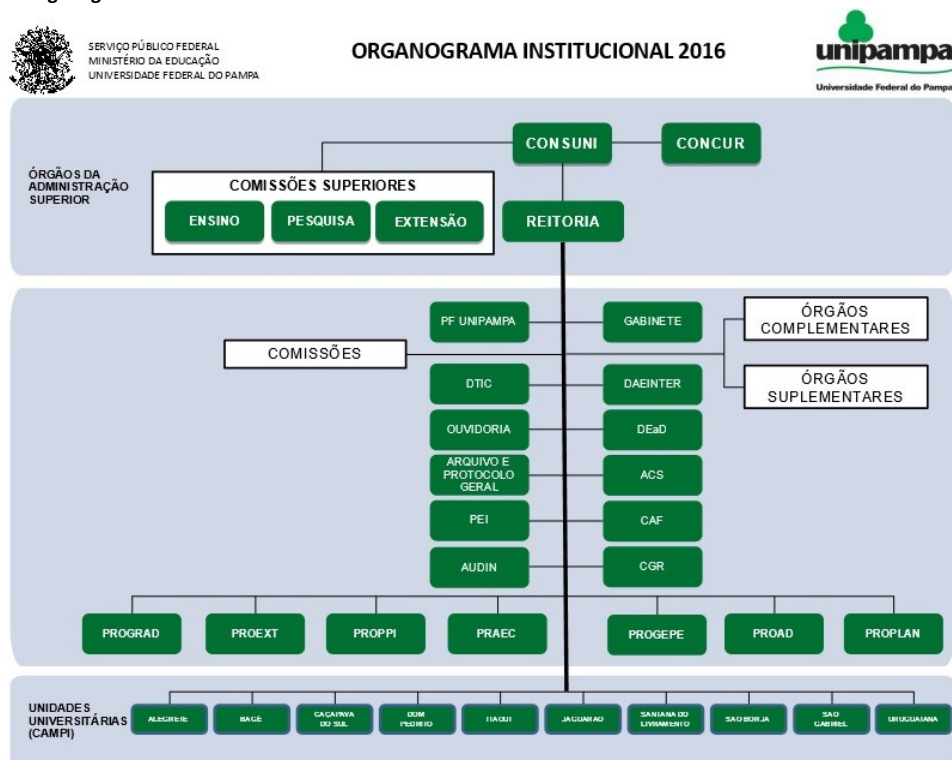 SERVIÇO PÚBLICO FEDERAL
MINISTÉRIO DA EDUCAÇÃO
UNIVERSIDADE FEDERAL DO PAMPA
ORGANOGRAMA INSTITUCIONAL 2016
unipampa
Universidade Federal do Pampa
ÓRGÃOS DA
ADMINISTRAÇÃO
SUPERIOR
CONSUNI
CONCUR
COMISSÕES SUPERIORES
ENSINO
PESQUISA
EXTENSÃO
REITORIA
PF UNIPAMPA
GABINETE
ÓRGÃOS
COMPLEMENTARES
COMISSÕES
DTIC
DAEINTER
ÓRGÃOS
SUPLEMENTARES
OUVIDORIA
DEaD
ARQUIVO E
PROTOCOLO
GERAL
ACS
PEI
CAF
AUDIN
CGR
PROGRAD
PROEXT
PROPPI
PRAEC
PROGEPE
PROAD
PROPLAN
UNIDADES
UNIVERSITÁRIAS
(CAMPI)
ALEGRETE
BAGÉ
CAÇAPAVA
DO SUL
DOM
PEDRITO
ITAQUI
JAGUARÃO
SANTANA DO
LIVRAMENTO
SÃO BORJA
SÃO
GABRIEL
URUGUAIANA